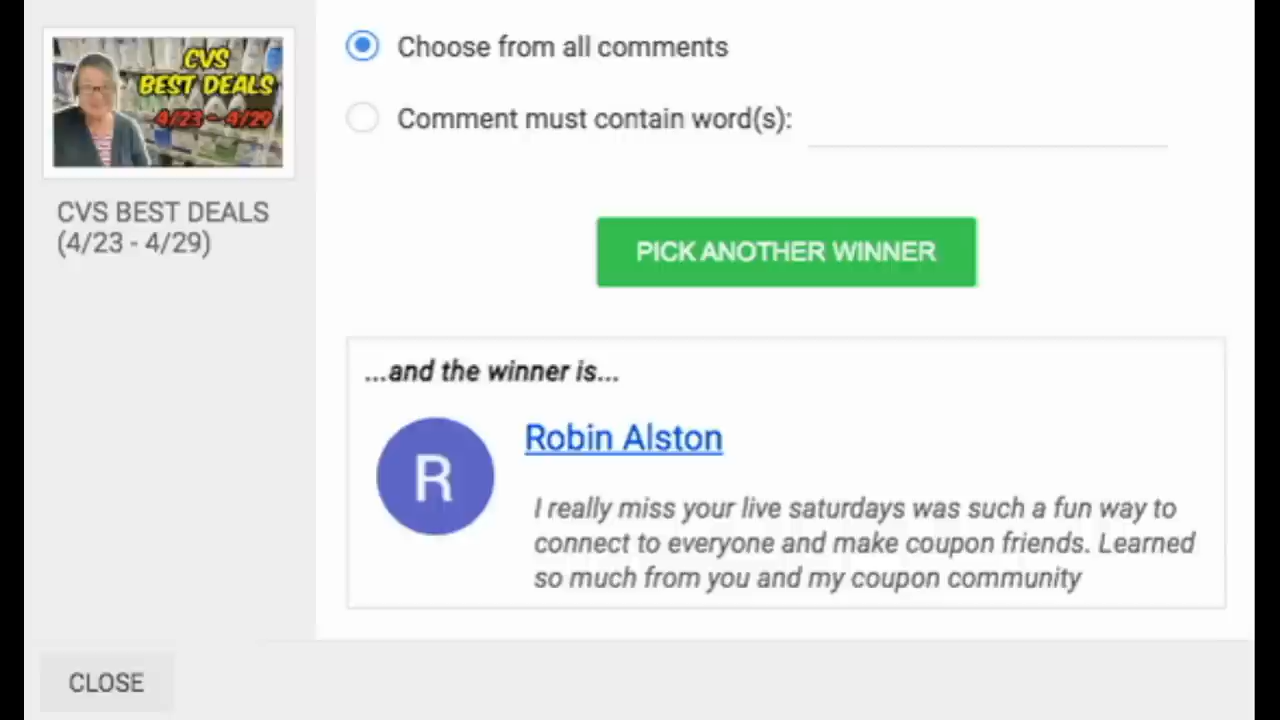 CVS
BEST DEALS
4/23 - 4/29
CVS BEST DEALS
(4/23 - 4/29)
Choose from all comments
Comment must contain word(s):
PICK ANOTHER WINNER
...and the winner is...
R
Robin Alston
I really miss your live saturdays was such a fun way to
connect to everyone and make coupon friends. Learned
so much from you and my coupon community
CLOSE